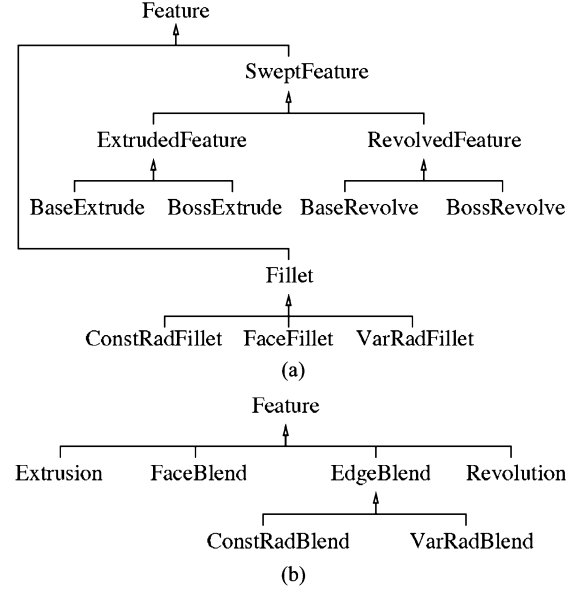 Feature
SweptFeature
ExtrudedFeature RevolvedFeature
BaseExtrude BossExtrude BaseRevolve BossRevolve
Fillet
ConstRadFillet FaceFillet VarRadFillet
(a)
Feature
Extrusion FaceBlend EdgeBlend Revolution
ConstRadBlend VarRadBlend
(b)